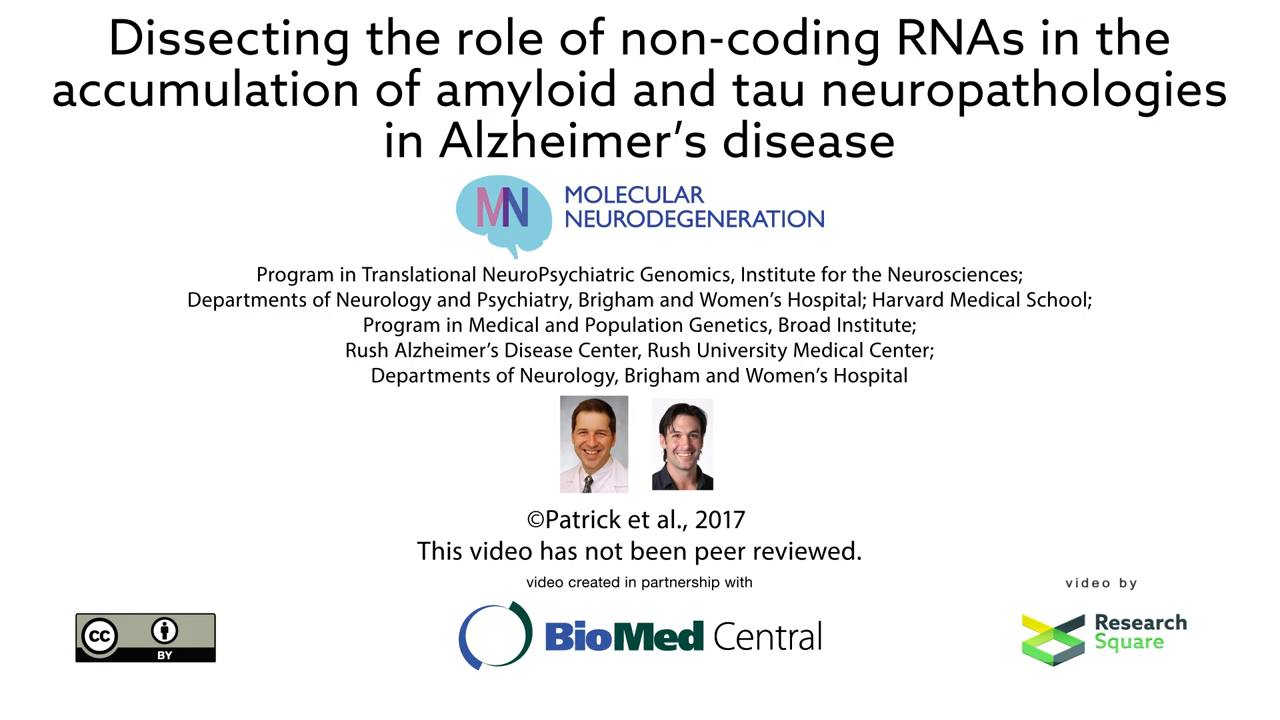 Dissecting the role of non-coding RNAs in the
accumulation of amyloid and tau neuropathologies
in Alzheimer’s disease
MN
MOLECULAR
NEURODEGENERATION
Program in Translational NeuroPsychiatric Genomics, Institute for the Neurosciences;
Departments of Neurology and Psychiatry, Brigham and Women’s Hospital; Harvard Medical School;
Program in Medical and Population Genetics, Broad Institute;
Rush Alzheimer’s Disease Center, Rush University Medical Center;
Departments of Neurology, Brigham and Women’s Hospital
©Patrick et al., 2017
This video has not been peer reviewed.
video created in partnership with
video by
cc
BY
BioMed Central
Research
Square